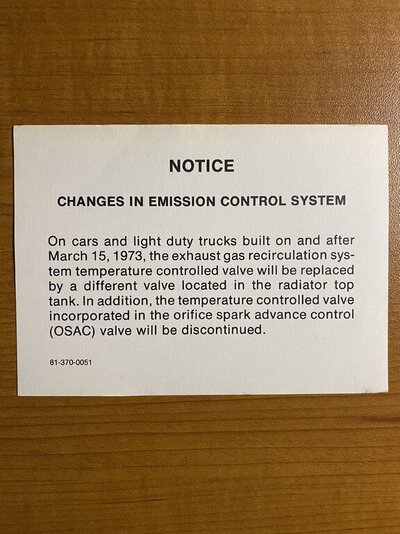 NOTICE
CHANGES IN EMISSION CONTROL SYSTEM
On cars and light duty trucks built on and after
March 15, 1973, the exhaust gas recirculation sys-
tem temperature controlled valve will be replaced
by a different valve located in the radiator top
tank. In addition, the temperature controlled valve
incorporated in the orifice spark advance control
(OSAC) valve will be discontinued.
81-370-0051